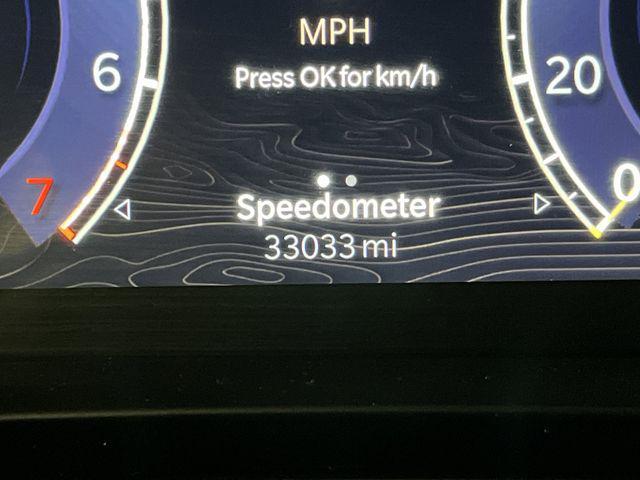 MPH
6
Press OK for km/h
20
7
Speedometer
0
33033 mi